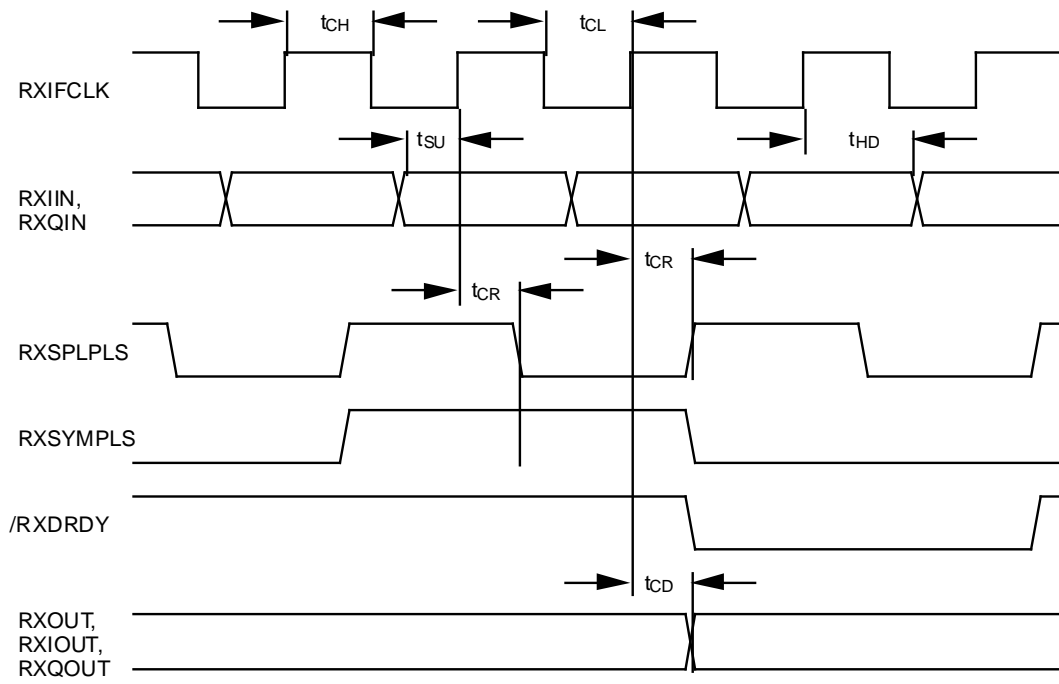 tCH
tCL
RXIFCLK
tSU
tHD
RXIIN,
RXQIN
tCR
tCR
RXSPLPLS
RXSYMPLS
/RXDRDY
tCD
RXOUT,
RXIOUT,
RXQOUT